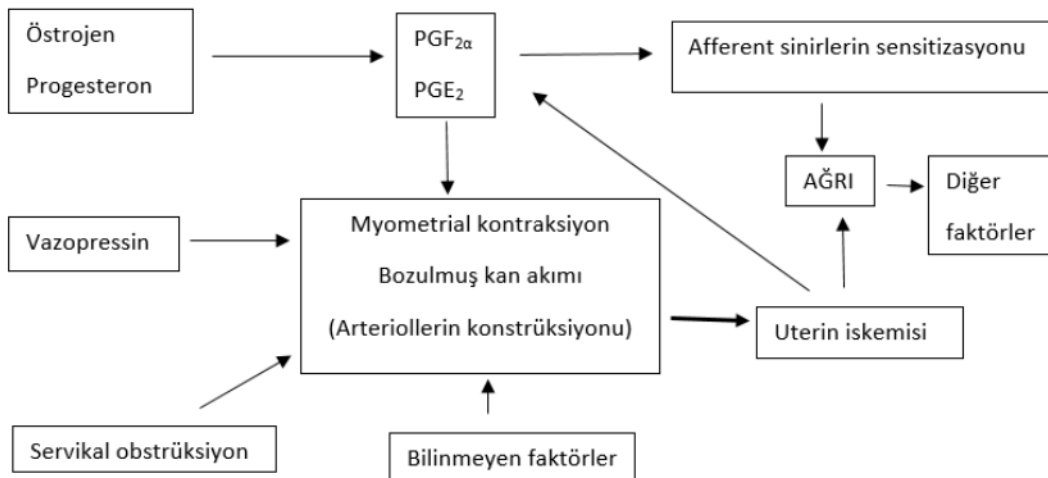 Östrojen
Progesteron
PGF₂α
PGE₂
Afferent sinirlerin sensitizasyonu
AĞRI
Diğer
faktörler
Vazopressin
Myometrial kontraksiyon
Bozulmuş kan akımı
(Arteriollerin konstrüksiyonu)
Uterin iskemisi
Servikal obstrüksiyon
Bilinmeyen faktörler